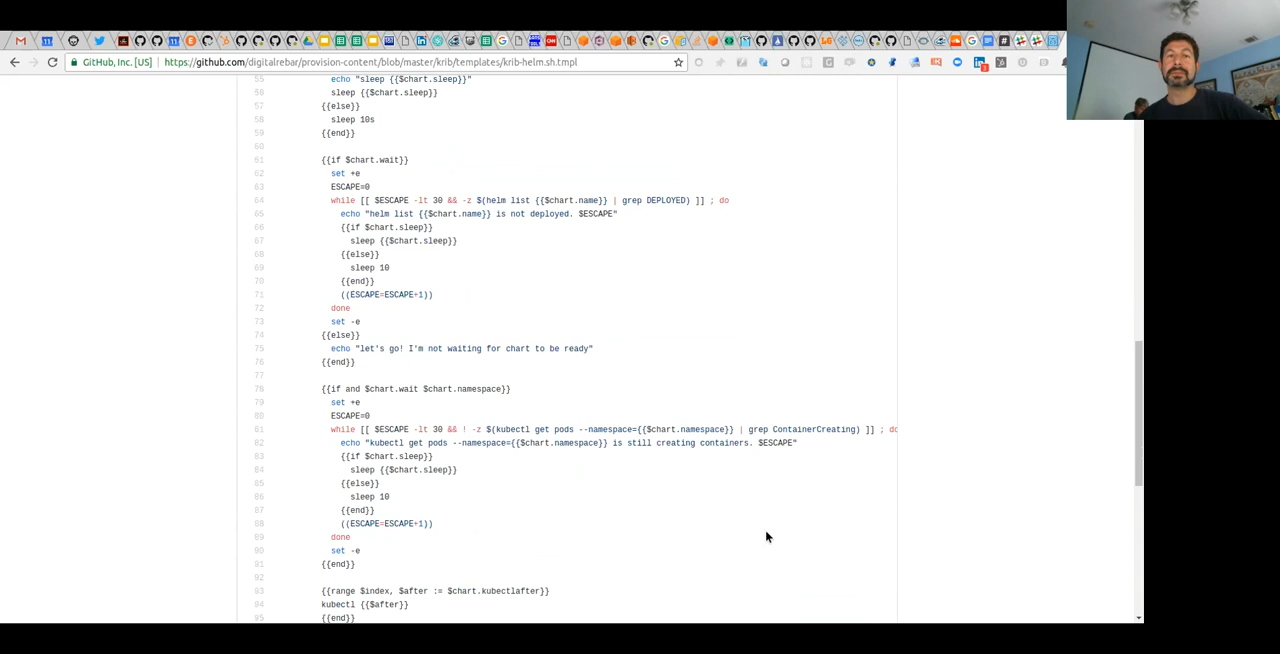 GitHub, Inc. [US]
https://github.com/digitalrebar/provision-content/blob/master/krib/templates/krib-helm.sh.tmpl
55 echo "sleep {{$chart.sleep}}"
56 sleep {{$chart.sleep}}
57 {{else}}
58 sleep 10s
59 {{end}}
60
61 {{if $chart.wait}}
62 set +e
63 ESCAPE=0
64 while [[ $ESCAPE -lt 30 && -z $(helm list {{$chart.name}} | grep DEPLOYED) ]] ; do
65 echo "helm list {{$chart.name}} is not deployed. $ESCAPE"
66 {{if $chart.sleep}}
67 sleep {{$chart.sleep}}
68 {{else}}
69 sleep 10
70 {{end}}
71 ((ESCAPE=ESCAPE+1))
72 done
73 set -e
74 {{else}}
75 echo "let's go! I'm not waiting for chart to be ready"
76 {{end}}
77
78 {{if and $chart.wait $chart.namespace}}
79 set +e
80 ESCAPE=0
81 while [[ $ESCAPE -lt 30 && ! -z $(kubectl get pods --namespace={{$chart.namespace}} | grep ContainerCreating) ]] ; do
82 echo "kubectl get pods --namespace={{$chart.namespace}} is still creating containers. $ESCAPE"
83 {{if $chart.sleep}}
84 sleep {{$chart.sleep}}
85 {{else}}
86 sleep 10
87 {{end}}
88 ((ESCAPE=ESCAPE+1))
89 done
90 set -e
91 {{end}}
92
93 {{range $index, $after := $chart.kubectlafter}}
94 kubectl {{$after}}
95 {{end}}